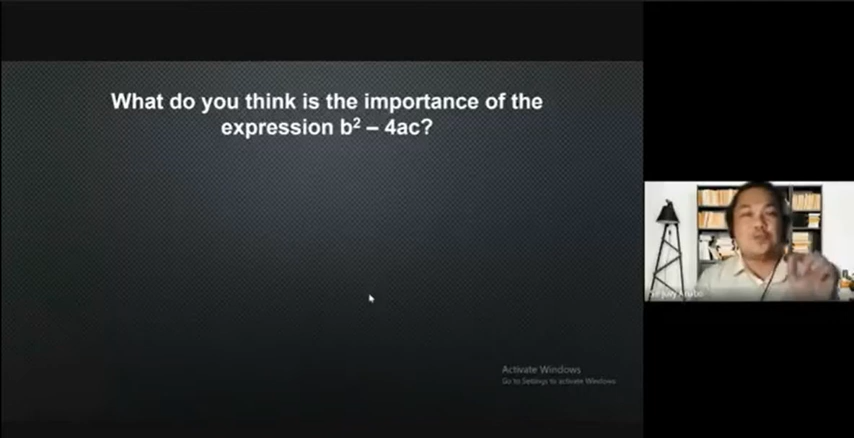 What do you think is the importance of the
expression b² – 4ac?
Activate Windows
Go to Settings to activate Windows.